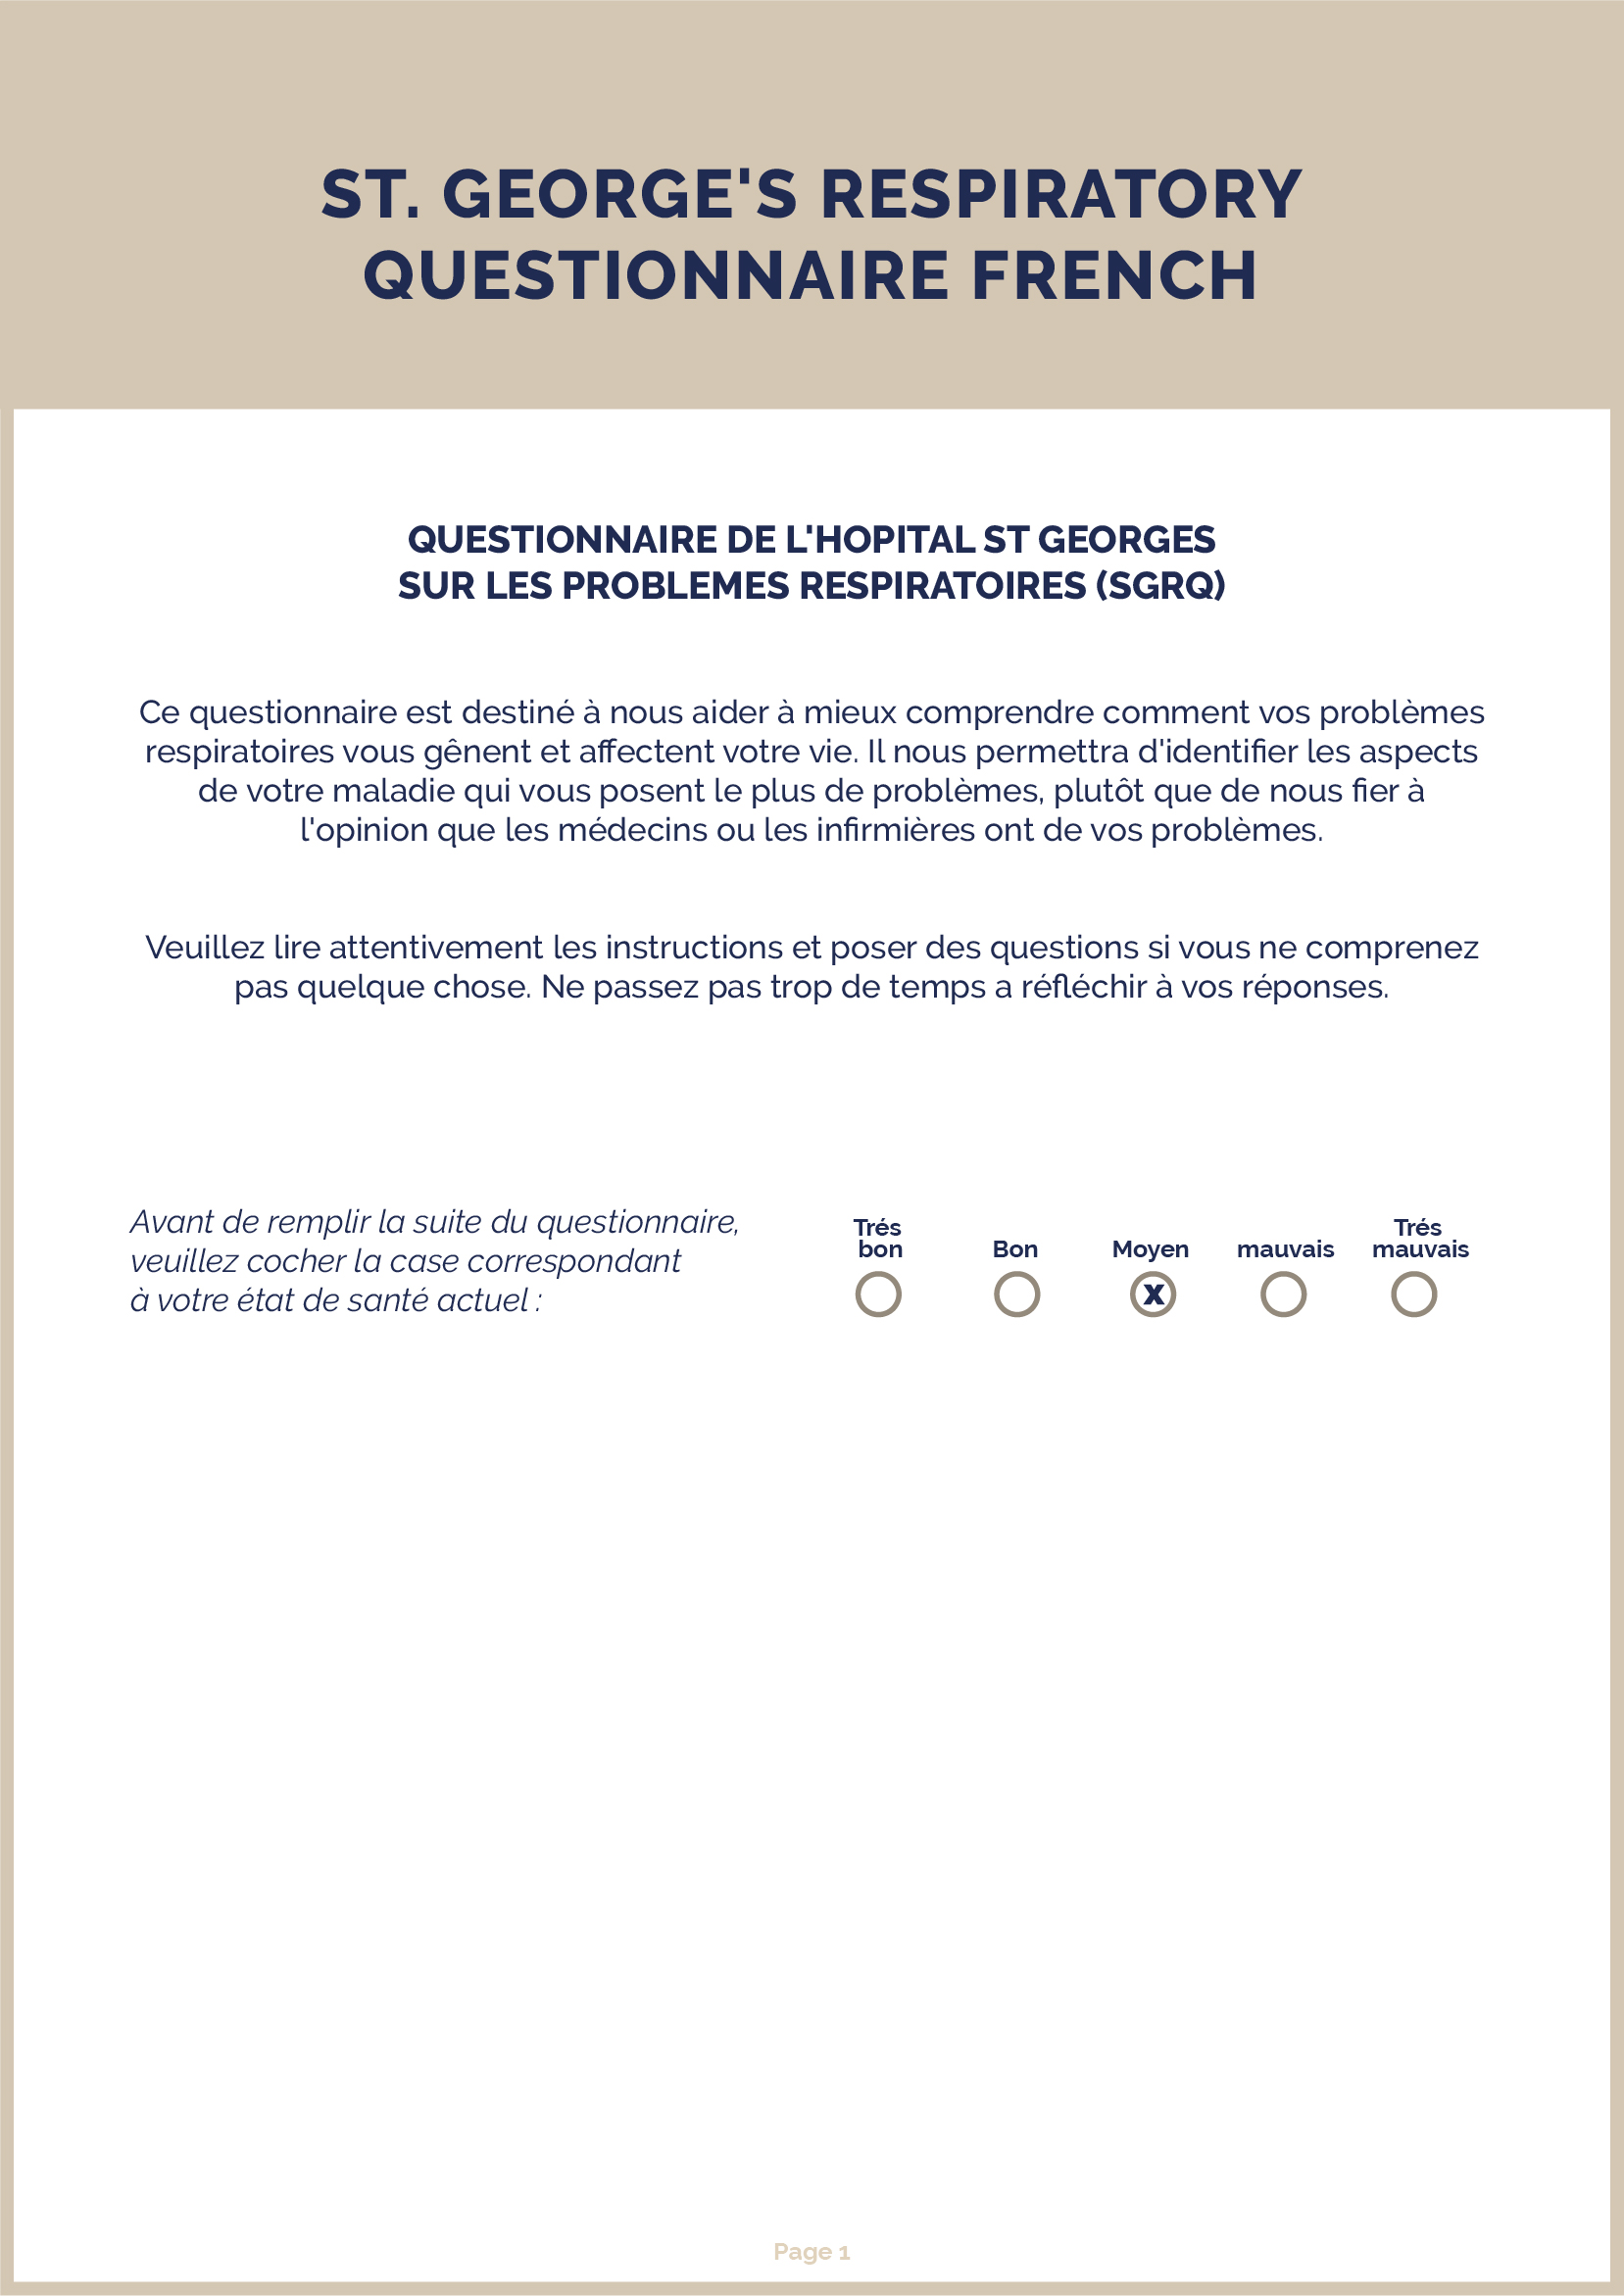 ST. GEORGE'S RESPIRATORY
QUESTIONNAIRE FRENCH
QUESTIONNAIRE DE L'HOPITAL ST GEORGES
SUR LES PROBLEMES RESPIRATOIRES (SGRQ)
Ce questionnaire est destiné à nous aider à mieux comprendre comment vos problèmes
respiratoires vous gênent et affectent votre vie. Il nous permettra d'identifier les aspects
de votre maladie qui vous posent le plus de problèmes, plutôt que de nous fier à
l'opinion que les médecins ou les infirmières ont de vos problèmes.
Veuillez lire attentivement les instructions et poser des questions si vous ne comprenez
pas quelque chose. Ne passez pas trop de temps a réfléchir à vos réponses.
Avant de remplir la suite du questionnaire,
veuillez cocher la case correspondant
à votre état de santé actuel :
Trés
bon
Bon
Moyen
mauvais
Trés
mauvais
X
Page 1